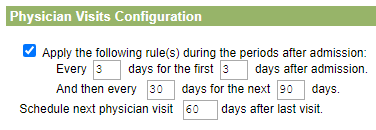 Physician Visits Configuration
Apply the following rule(s) during the periods after admission:
Every 3 days for the first 3 days after admission.
And then every 30 days for the next 90 days.
Schedule next physician visit 60 days after last visit.